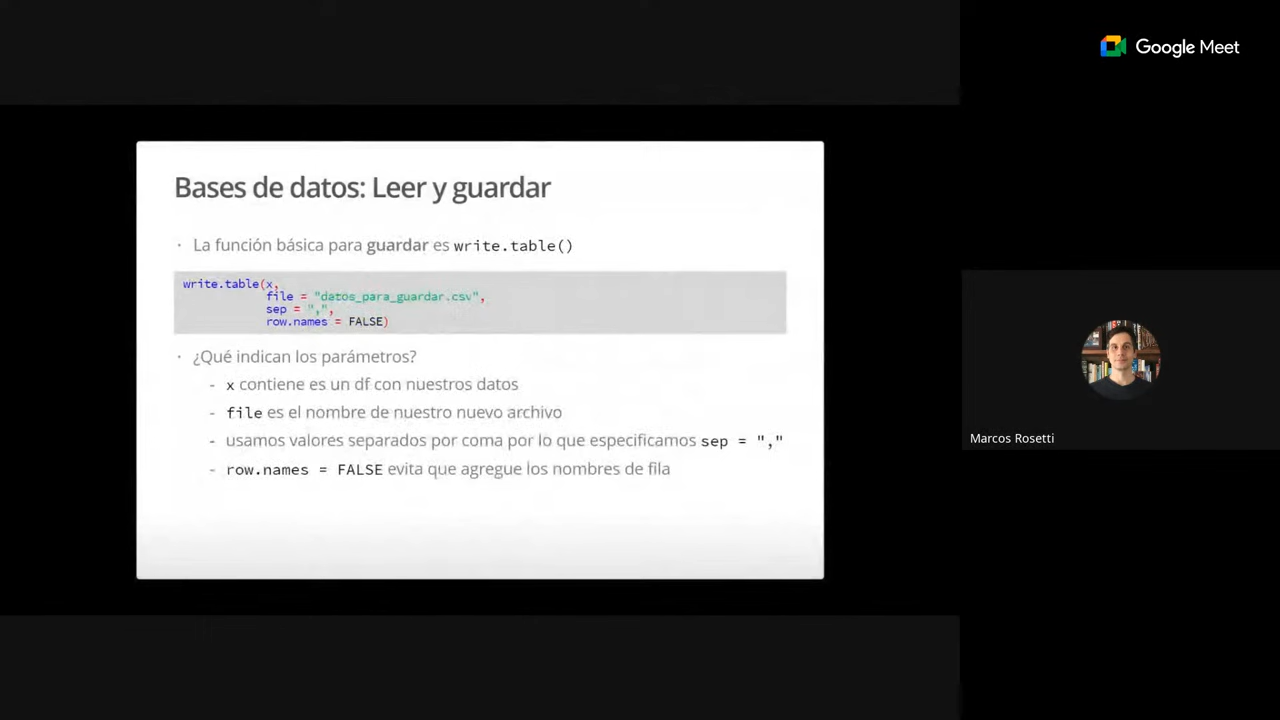 Google Meet
Bases de datos: Leer y guardar
· La función básica para guardar es write.table()
write.table(x,
file = "datos_para_guardar.csv",
sep = ",",
row.names = FALSE)
· ¿Qué indican los parámetros?
- x contiene es un df con nuestros datos
- file es el nombre de nuestro nuevo archivo
- usamos valores separados por coma por lo que especificamos sep = ","
- row.names = FALSE evita que agregue los nombres de fila
Marcos Rosetti